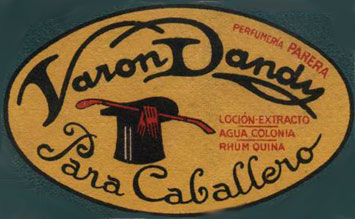 PERFUMERÍA PARERA
Varon Dandy
LOCIÓN-EXTRACTO
AGUA COLONIA
RHUM QUINA
Para Caballero